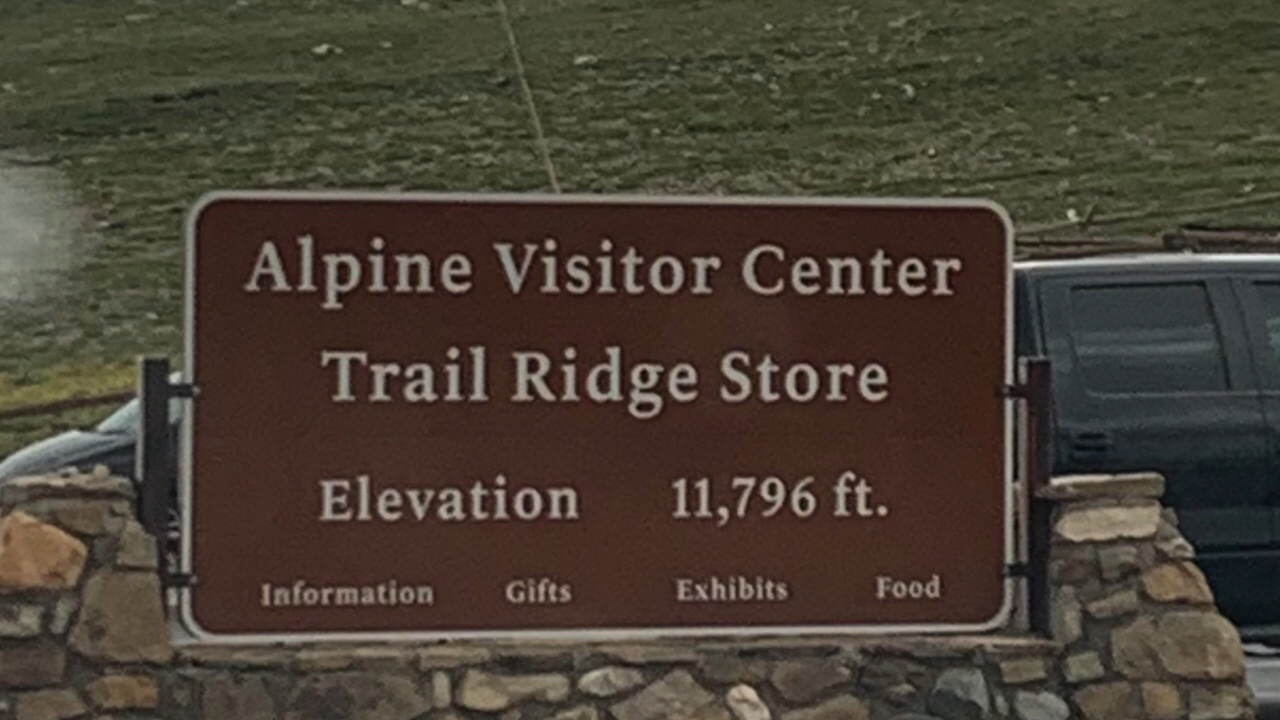 Alpine Visitor Center
Trail Ridge Store
Elevation 11,796 ft.
Information Gifts Exhibits Food